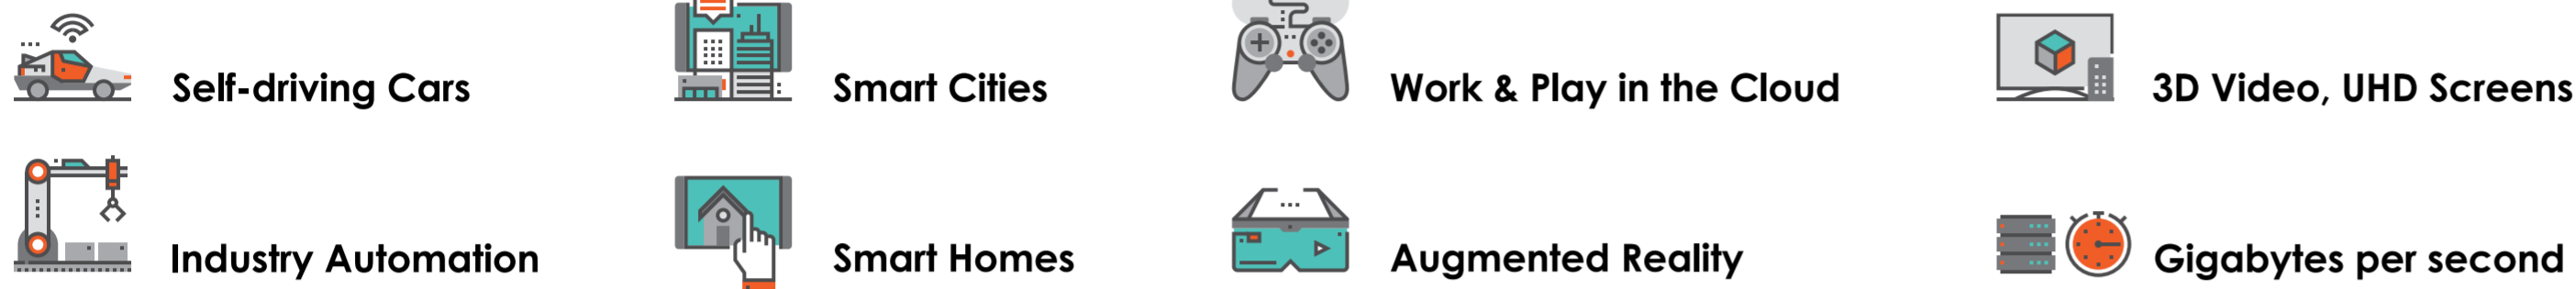 Self-driving Cars
Smart Cities
Work & Play in the Cloud
3D Video, UHD Screens
Industry Automation
Smart Homes
Augmented Reality
Gigabytes per second